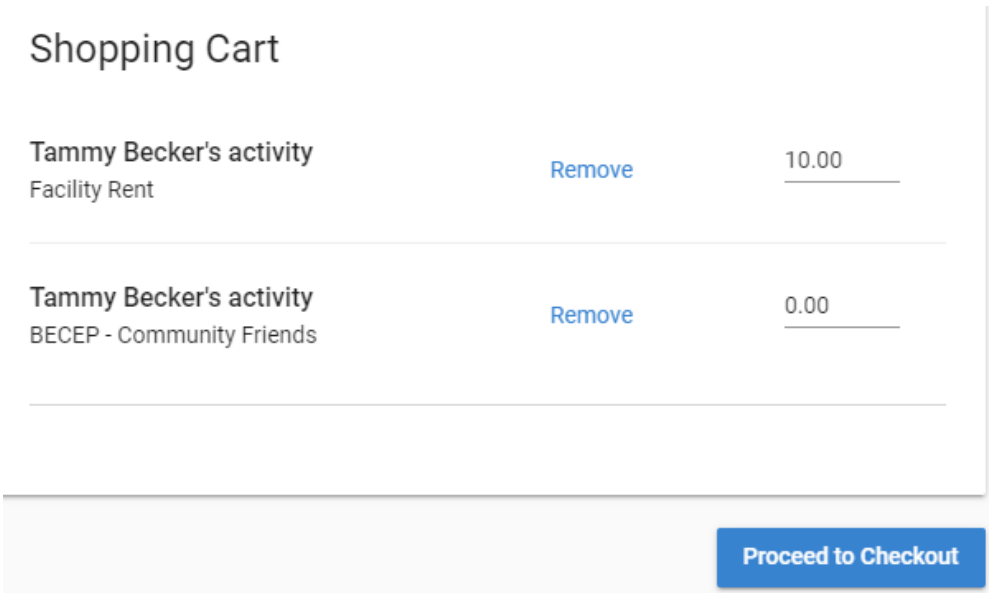 Shopping Cart
Tammy Becker's activity
Facility Rent
Remove
10.00
Tammy Becker's activity
BECEP - Community Friends
Remove
0.00
Proceed to Checkout